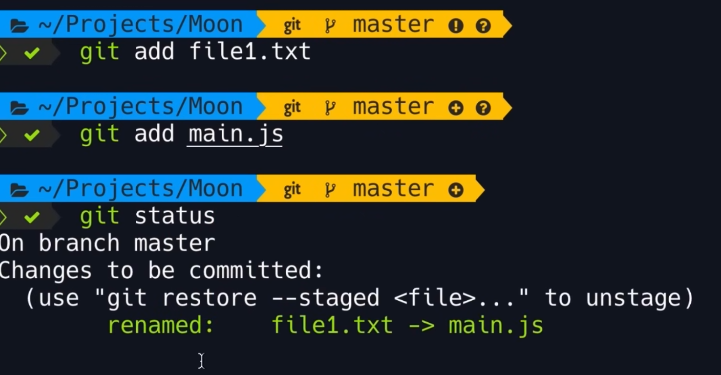 ~/Projects/Moon git master
git add file1.txt
~/Projects/Moon git master
git add main.js
~/Projects/Moon git master
git status
On branch master
Changes to be committed:
(use "git restore --staged <file>..." to unstage)
renamed: file1.txt -> main.js